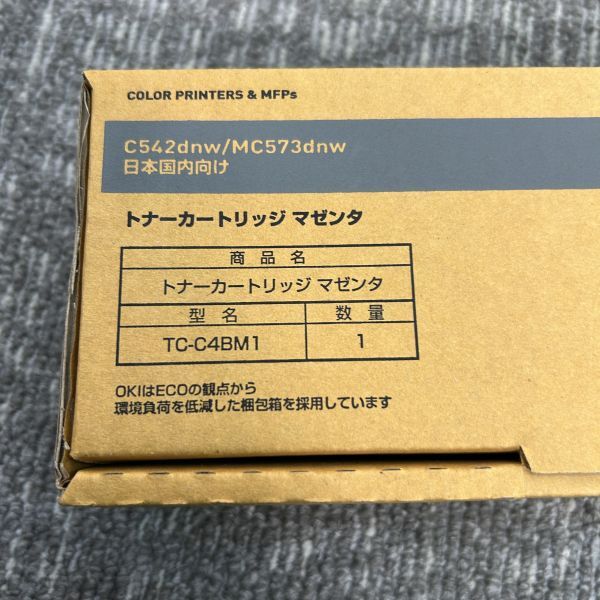 COLOR PRINTERS & MFPs
C542dnw/MC573dnw
日本国内向け
トナーカートリッジ マゼンタ
商品名
トナーカートリッジ マゼンタ
型名 数量
TC-C4BM1 1
OKIはECOの観点から
環境負荷を低減した梱包箱を採用しています